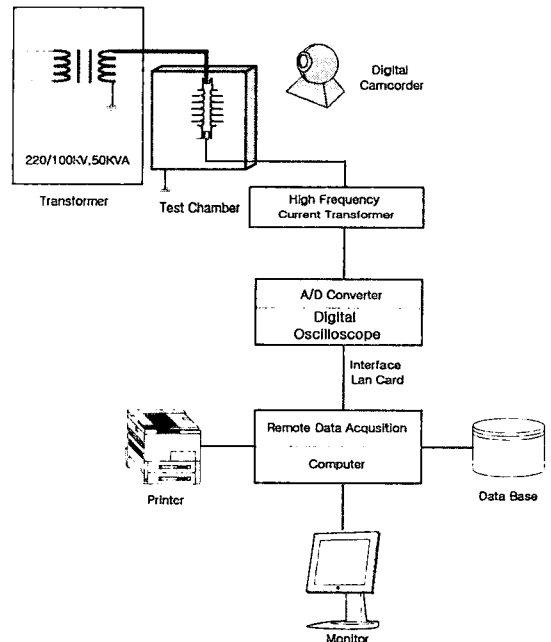 Digital
Camcorder
220/100KV,50KVA
Transformer
Test Chamber
High Frequency
Current Transformer
A/D Converter
Digital
Oscilloscope
Interface
Lan Card
Remote Data Acqusition
Computer
Printer
Data Base
Monitor